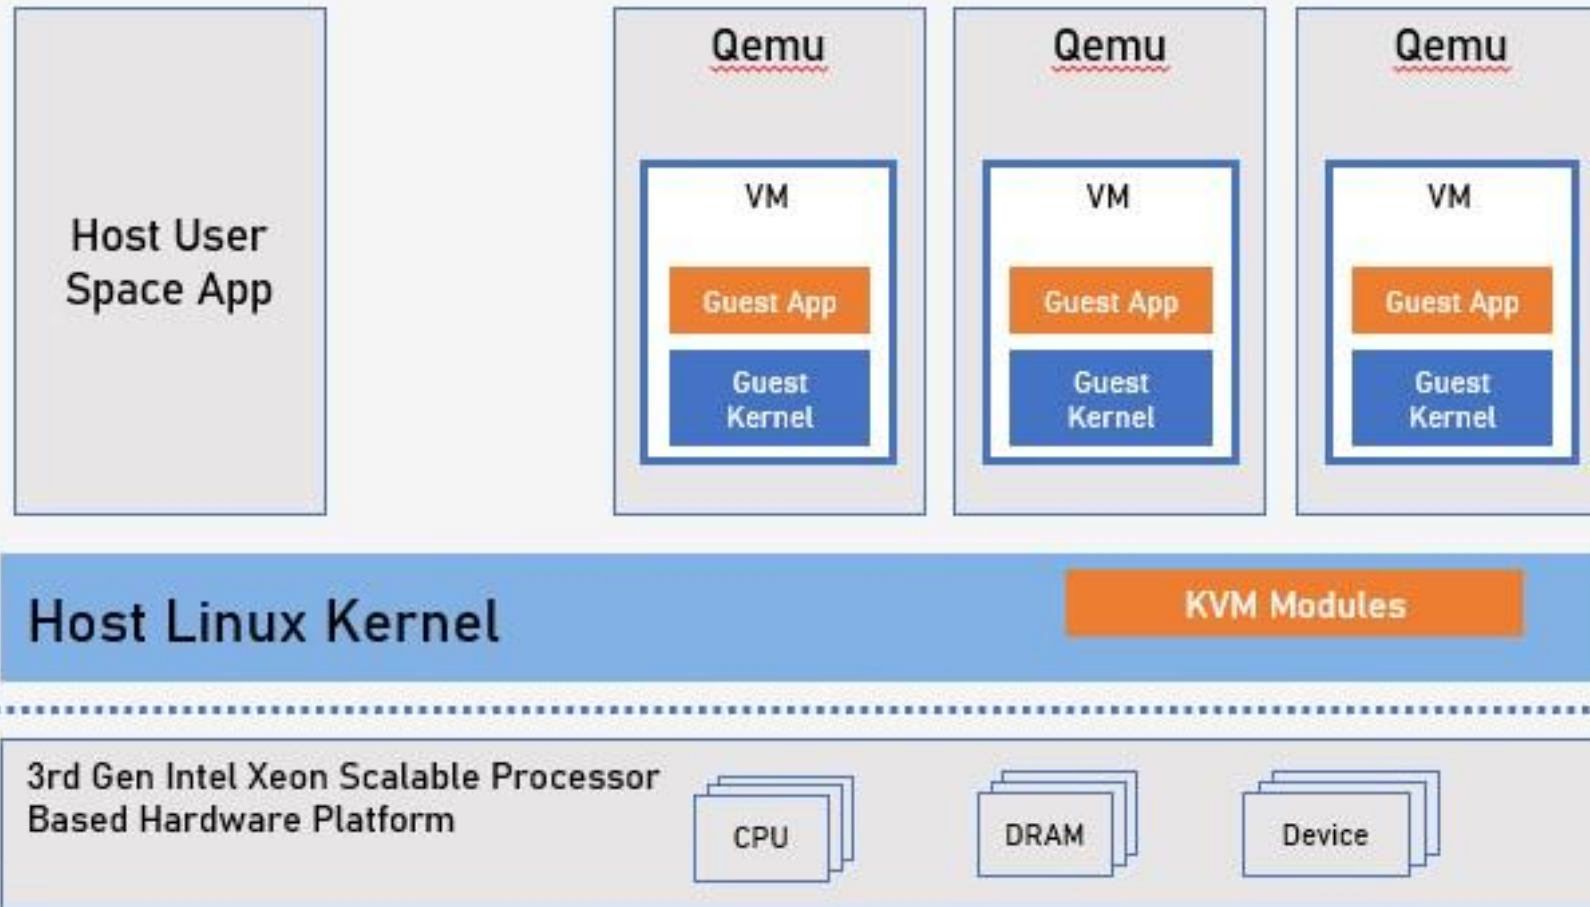 Qemu
Qemu
Qemu
Host User
Space App
VM
VM
VM
Guest App
Guest App
Guest App
Guest
Kernel
Guest
Kernel
Guest
Kernel
Host Linux Kernel
KVM Modules
3rd Gen Intel Xeon Scalable Processor
Based Hardware Platform
CPU
DRAM
Device